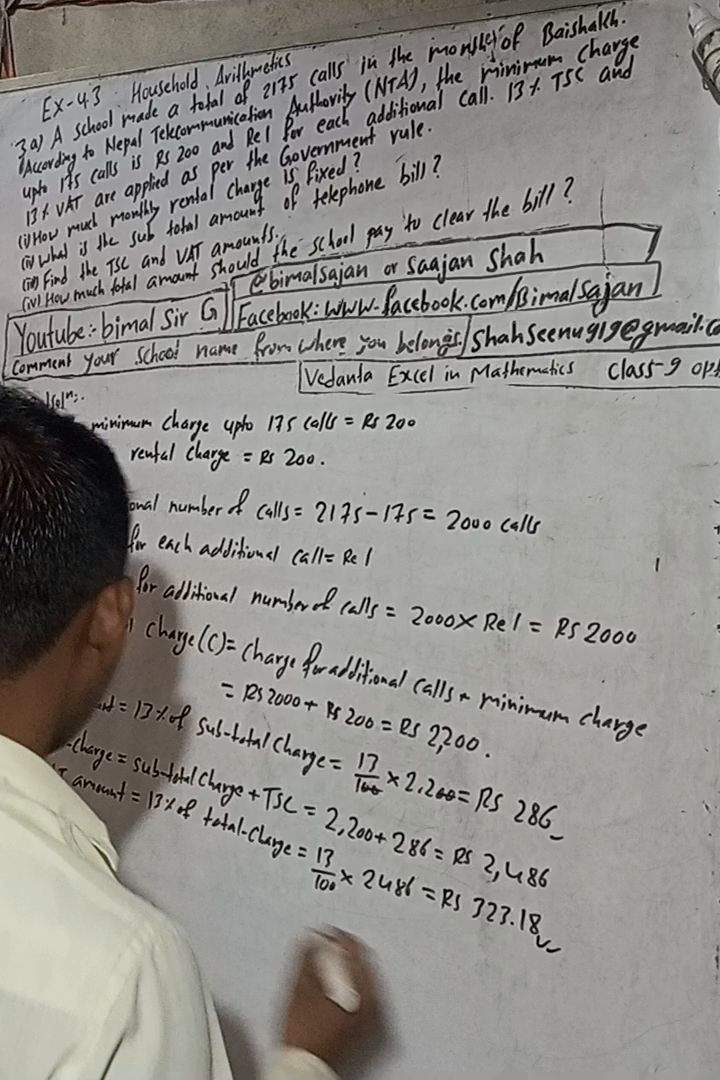 Ex-4.3 Household Arithmetics
3a) A school made a total of 2175 calls in the month of Baishakh.
According to Nepal Telecommunication Authority (NTA), the minimum charge
upto 175 calls is Rs 200 and Re 1 for each additional call. 13% TSC and
13% VAT are applied as per the Government rule.
(i) How much monthly rental charge is fixed?
(ii) What is the sub total amount of telephone bill?
(iii) Find the TSC and VAT amounts.
(iv) How much total amount should the school pay to clear the bill?
@bimalsajan or Saajan Shah
Youtube:- bimal Sir G
Facebook: www.facebook.com/Bimalsajan
Comment your school name from where you belongs.
Shahseenu919@gmail.c
Vedanta Excel in Mathematics Class-9 opt
soln:-
minimum charge upto 175 calls = Rs 200
rental charge = Rs 200.
onal number of calls = 2175-175 = 2000 calls
for each additional call = Re 1
for additional number of calls = 2000 × Re 1 = Rs 2000
l charge (C) = charge for additional calls + minimum charge
= Rs 2000 + Rs 200 = Rs 2,200.
nt = 13% of sub-total charge = 13/100 × 2,200 = Rs 286
-charge = sub-total charge + TSC = 2,200 + 286 = Rs 2,486
T amount = 13% of total-charge = 13/100 × 2486 = Rs 323.18